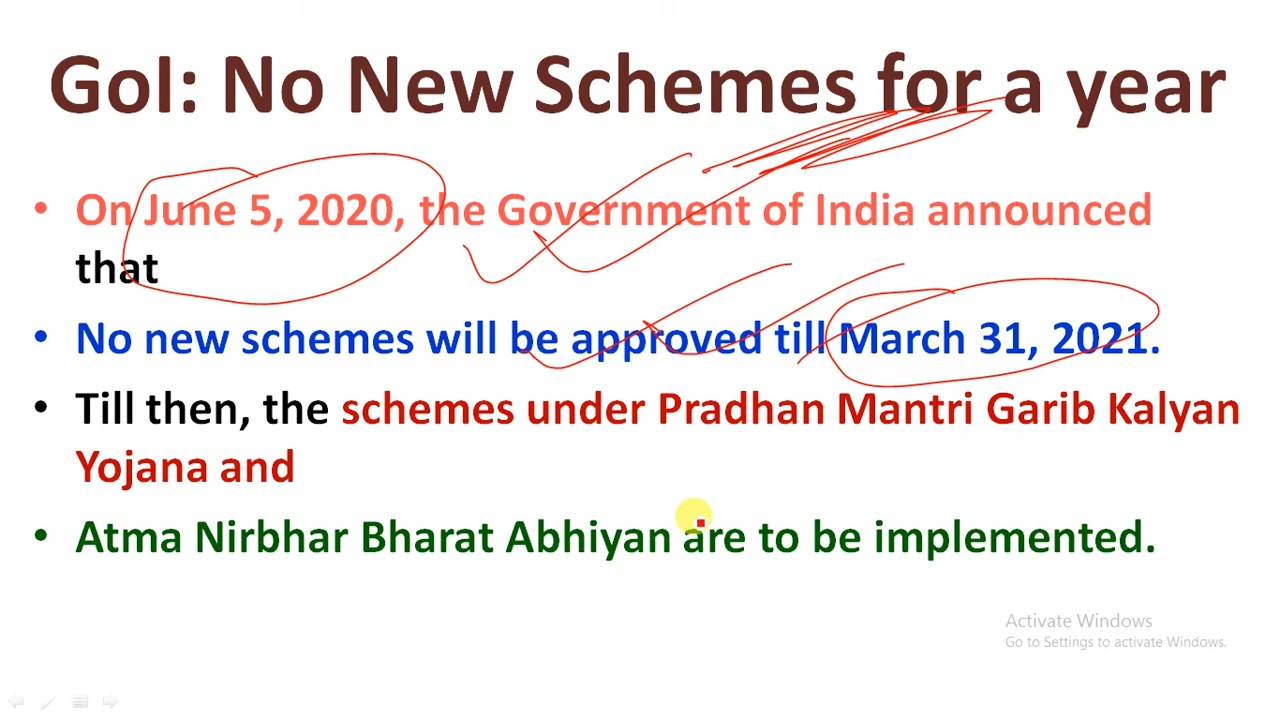 GoI: No New Schemes for a year
• On June 5, 2020, the Government of India announced
that
• No new schemes will be approved till March 31, 2021.
• Till then, the schemes under Pradhan Mantri Garib Kalyan
Yojana and
• Atma Nirbhar Bharat Abhiyan are to be implemented.
Activate Windows
Go to Settings to activate Windows.